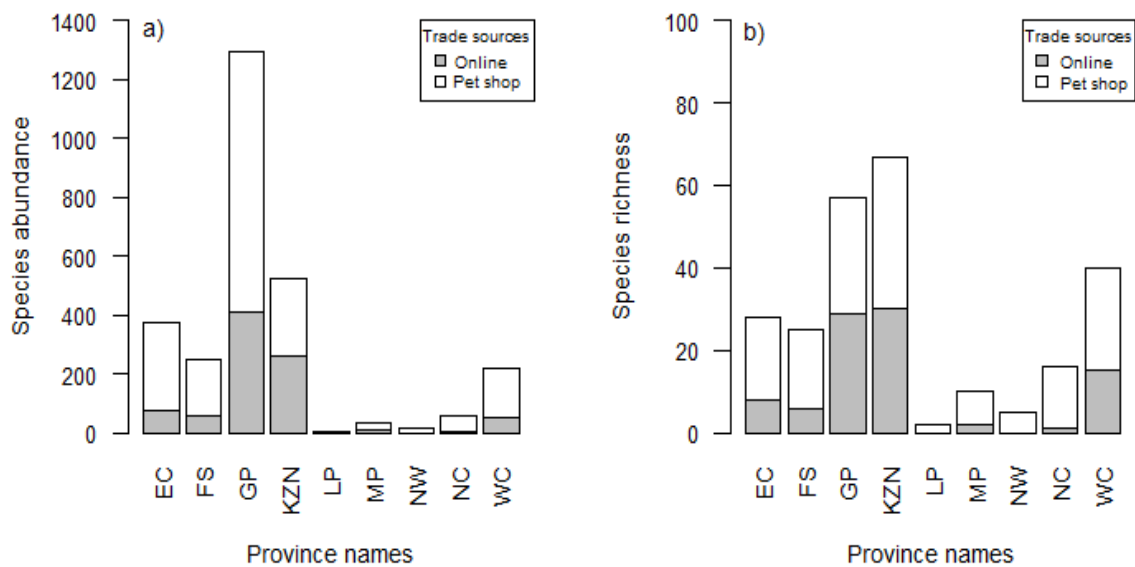 a)
Trade sources
Online
Pet shop
Species abundance
1400
1200
1000
800
600
400
200
0
EC FS GP KZN LP MP NW NC WC
Province names
b)
Trade sources
Online
Pet shop
Species richness
100
80
60
40
20
0
EC FS GP KZN LP MP NW NC WC
Province names